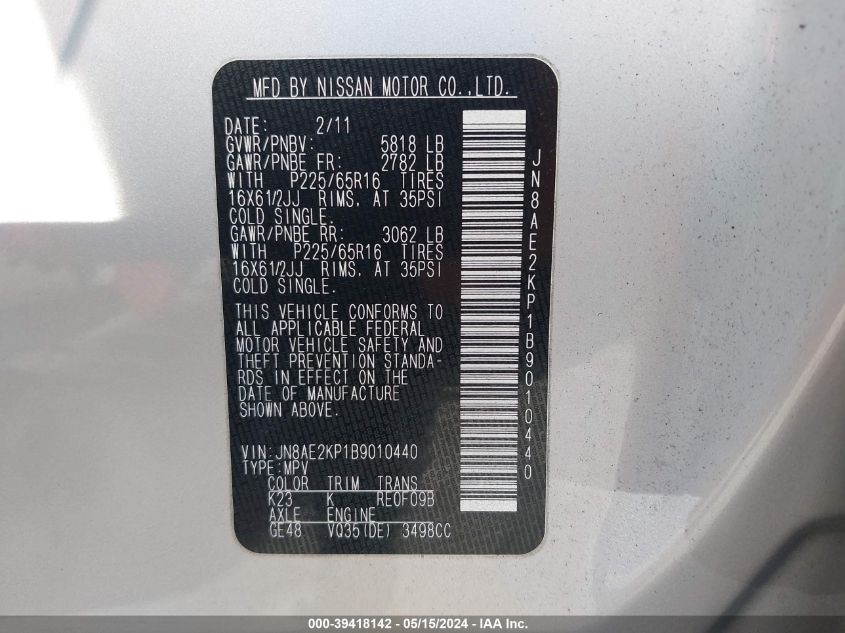 MFD BY NISSAN MOTOR CO.,LTD.
DATE: 2/11
GVWR/PNBV: 5818 LB
GAWR/PNBE FR: 2782 LB
WITH P225/65R16 TIRES
16X61/2JJ RIMS. AT 35PSI
COLD SINGLE.
GAWR/PNBE RR: 3062 LB
WITH P225/65R16 TIRES
16X61/2JJ RIMS. AT 35PSI
COLD SINGLE.
THIS VEHICLE CONFORMS TO
ALL APPLICABLE FEDERAL
MOTOR VEHICLE SAFETY AND
THEFT PREVENTION STANDA-
RDS IN EFFECT ON THE
DATE OF MANUFACTURE
SHOWN ABOVE.
VIN:JN8AE2KP1B9010440
TYPE:MPV
COLOR TRIM TRANS
K23 K RE0F09B
AXLE ENGINE
GE48 VQ35(DE) 3498CC
JN8AE2KP1B9010440
000-39418142 - 05/15/2024 - IAA Inc.